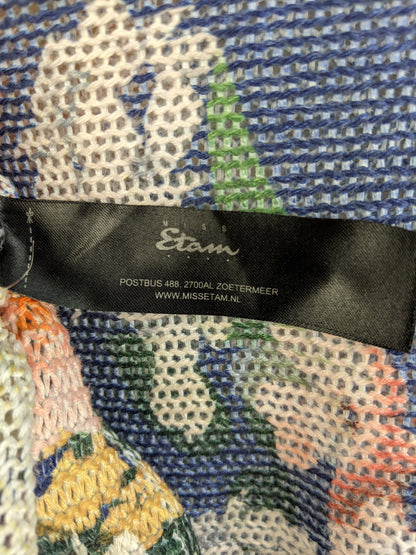 MISS
Etam
POSTBUS 488, 2700AL ZOETERMEER
WWW.MISSETAM.NL